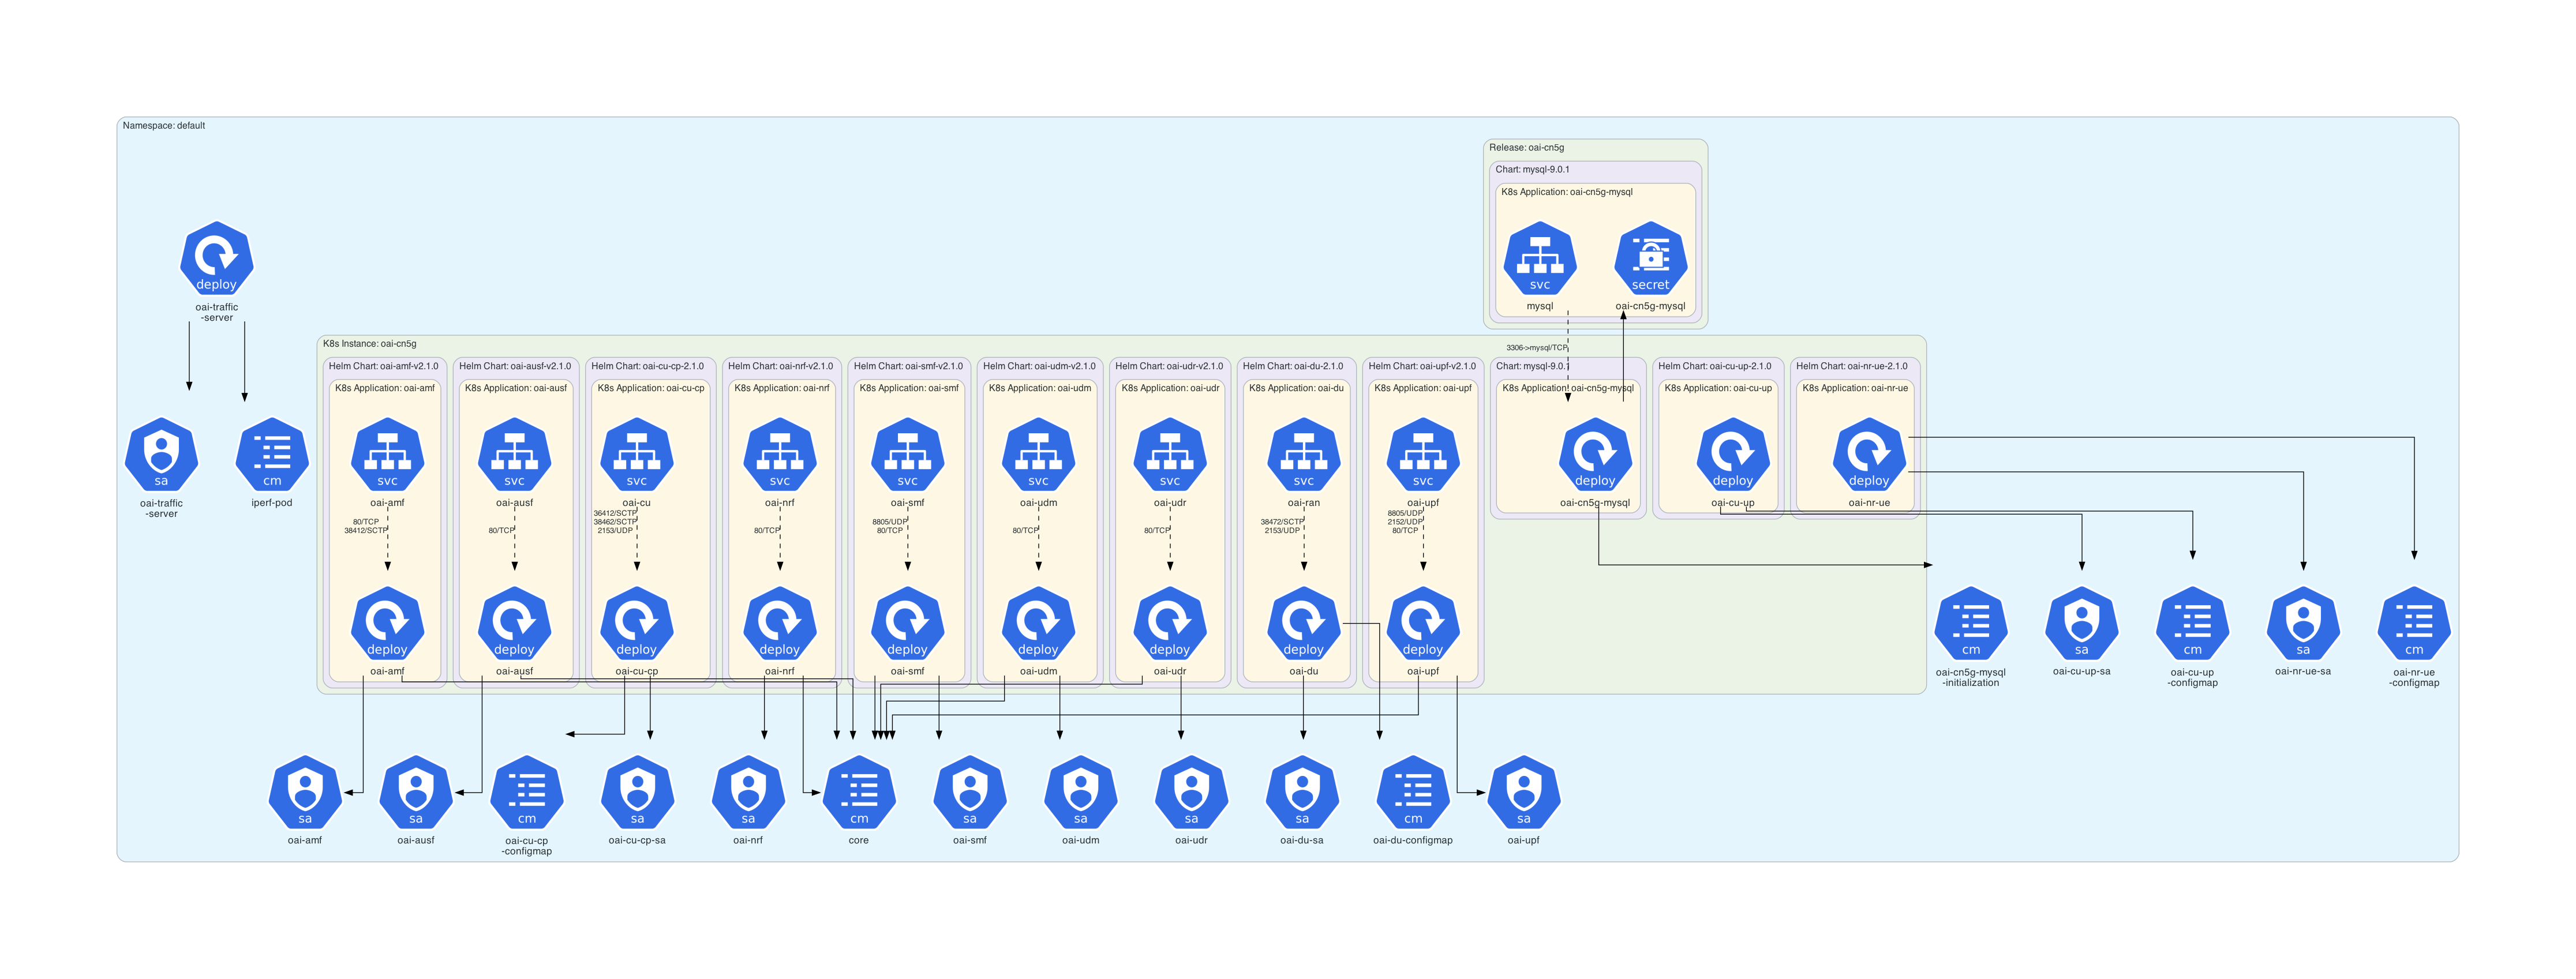 Namespace: default
Release: oai-cn5g
Chart: mysql-9.0.1
K8s Application: oai-cn5g-mysql
deploy
svc
secret
oai-traffic
-server
mysql
oai-cn5g-mysql
K8s Instance: oai-cn5g
3306->mysql/TCP
Helm Chart: oai-amf-v2.1.0
Helm Chart: oai-ausf-v2.1.0
Helm Chart: oai-cu-cp-2.1.0
Helm Chart: oai-nrf-v2.1.0
Helm Chart: oai-smf-v2.1.0
Helm Chart: oai-udm-v2.1.0
Helm Chart: oai-udr-v2.1.0
Helm Chart: oai-du-2.1.0
Helm Chart: oai-upf-v2.1.0
Chart: mysql-9.0.1
Helm Chart: oai-cu-up-2.1.0
Helm Chart: oai-nr-ue-2.1.0
K8s Application: oai-amf
K8s Application: oai-ausf
K8s Application: oai-cu-cp
K8s Application: oai-nrf
K8s Application: oai-smf
K8s Application: oai-udm
K8s Application: oai-udr
K8s Application: oai-du
K8s Application: oai-upf
K8s Application: oai-cn5g-mysql
K8s Application: oai-cu-up
K8s Application: oai-nr-ue
sa
cm
svc
svc
svc
svc
svc
svc
svc
svc
svc
deploy
deploy
deploy
oai-traffic
-server
iperf-pod
oai-amf
oai-ausf
oai-cu
oai-nrf
oai-smf
oai-udm
oai-udr
oai-ran
oai-upf
oai-cn5g-mysql
oai-cu-up
oai-nr-ue
80/TCP
38412/SCTP
80/TCP
36412/SCTP
38462/SCTP
2153/UDP
80/TCP
8805/UDP
80/TCP
80/TCP
80/TCP
38472/SCTP
2153/UDP
8805/UDP
2152/UDP
80/TCP
deploy
deploy
deploy
deploy
deploy
deploy
deploy
deploy
deploy
cm
sa
cm
sa
cm
oai-amf
oai-ausf
oai-cu-cp
oai-nrf
oai-smf
oai-udm
oai-udr
oai-du
oai-upf
oai-cn5g-mysql
-initialization
oai-cu-up-sa
oai-cu-up
-configmap
oai-nr-ue-sa
oai-nr-ue
-configmap
sa
sa
cm
sa
sa
cm
sa
sa
sa
sa
cm
sa
oai-amf
oai-ausf
oai-cu-cp
-configmap
oai-cu-cp-sa
oai-nrf
core
oai-smf
oai-udm
oai-udr
oai-du-sa
oai-du-configmap
oai-upf